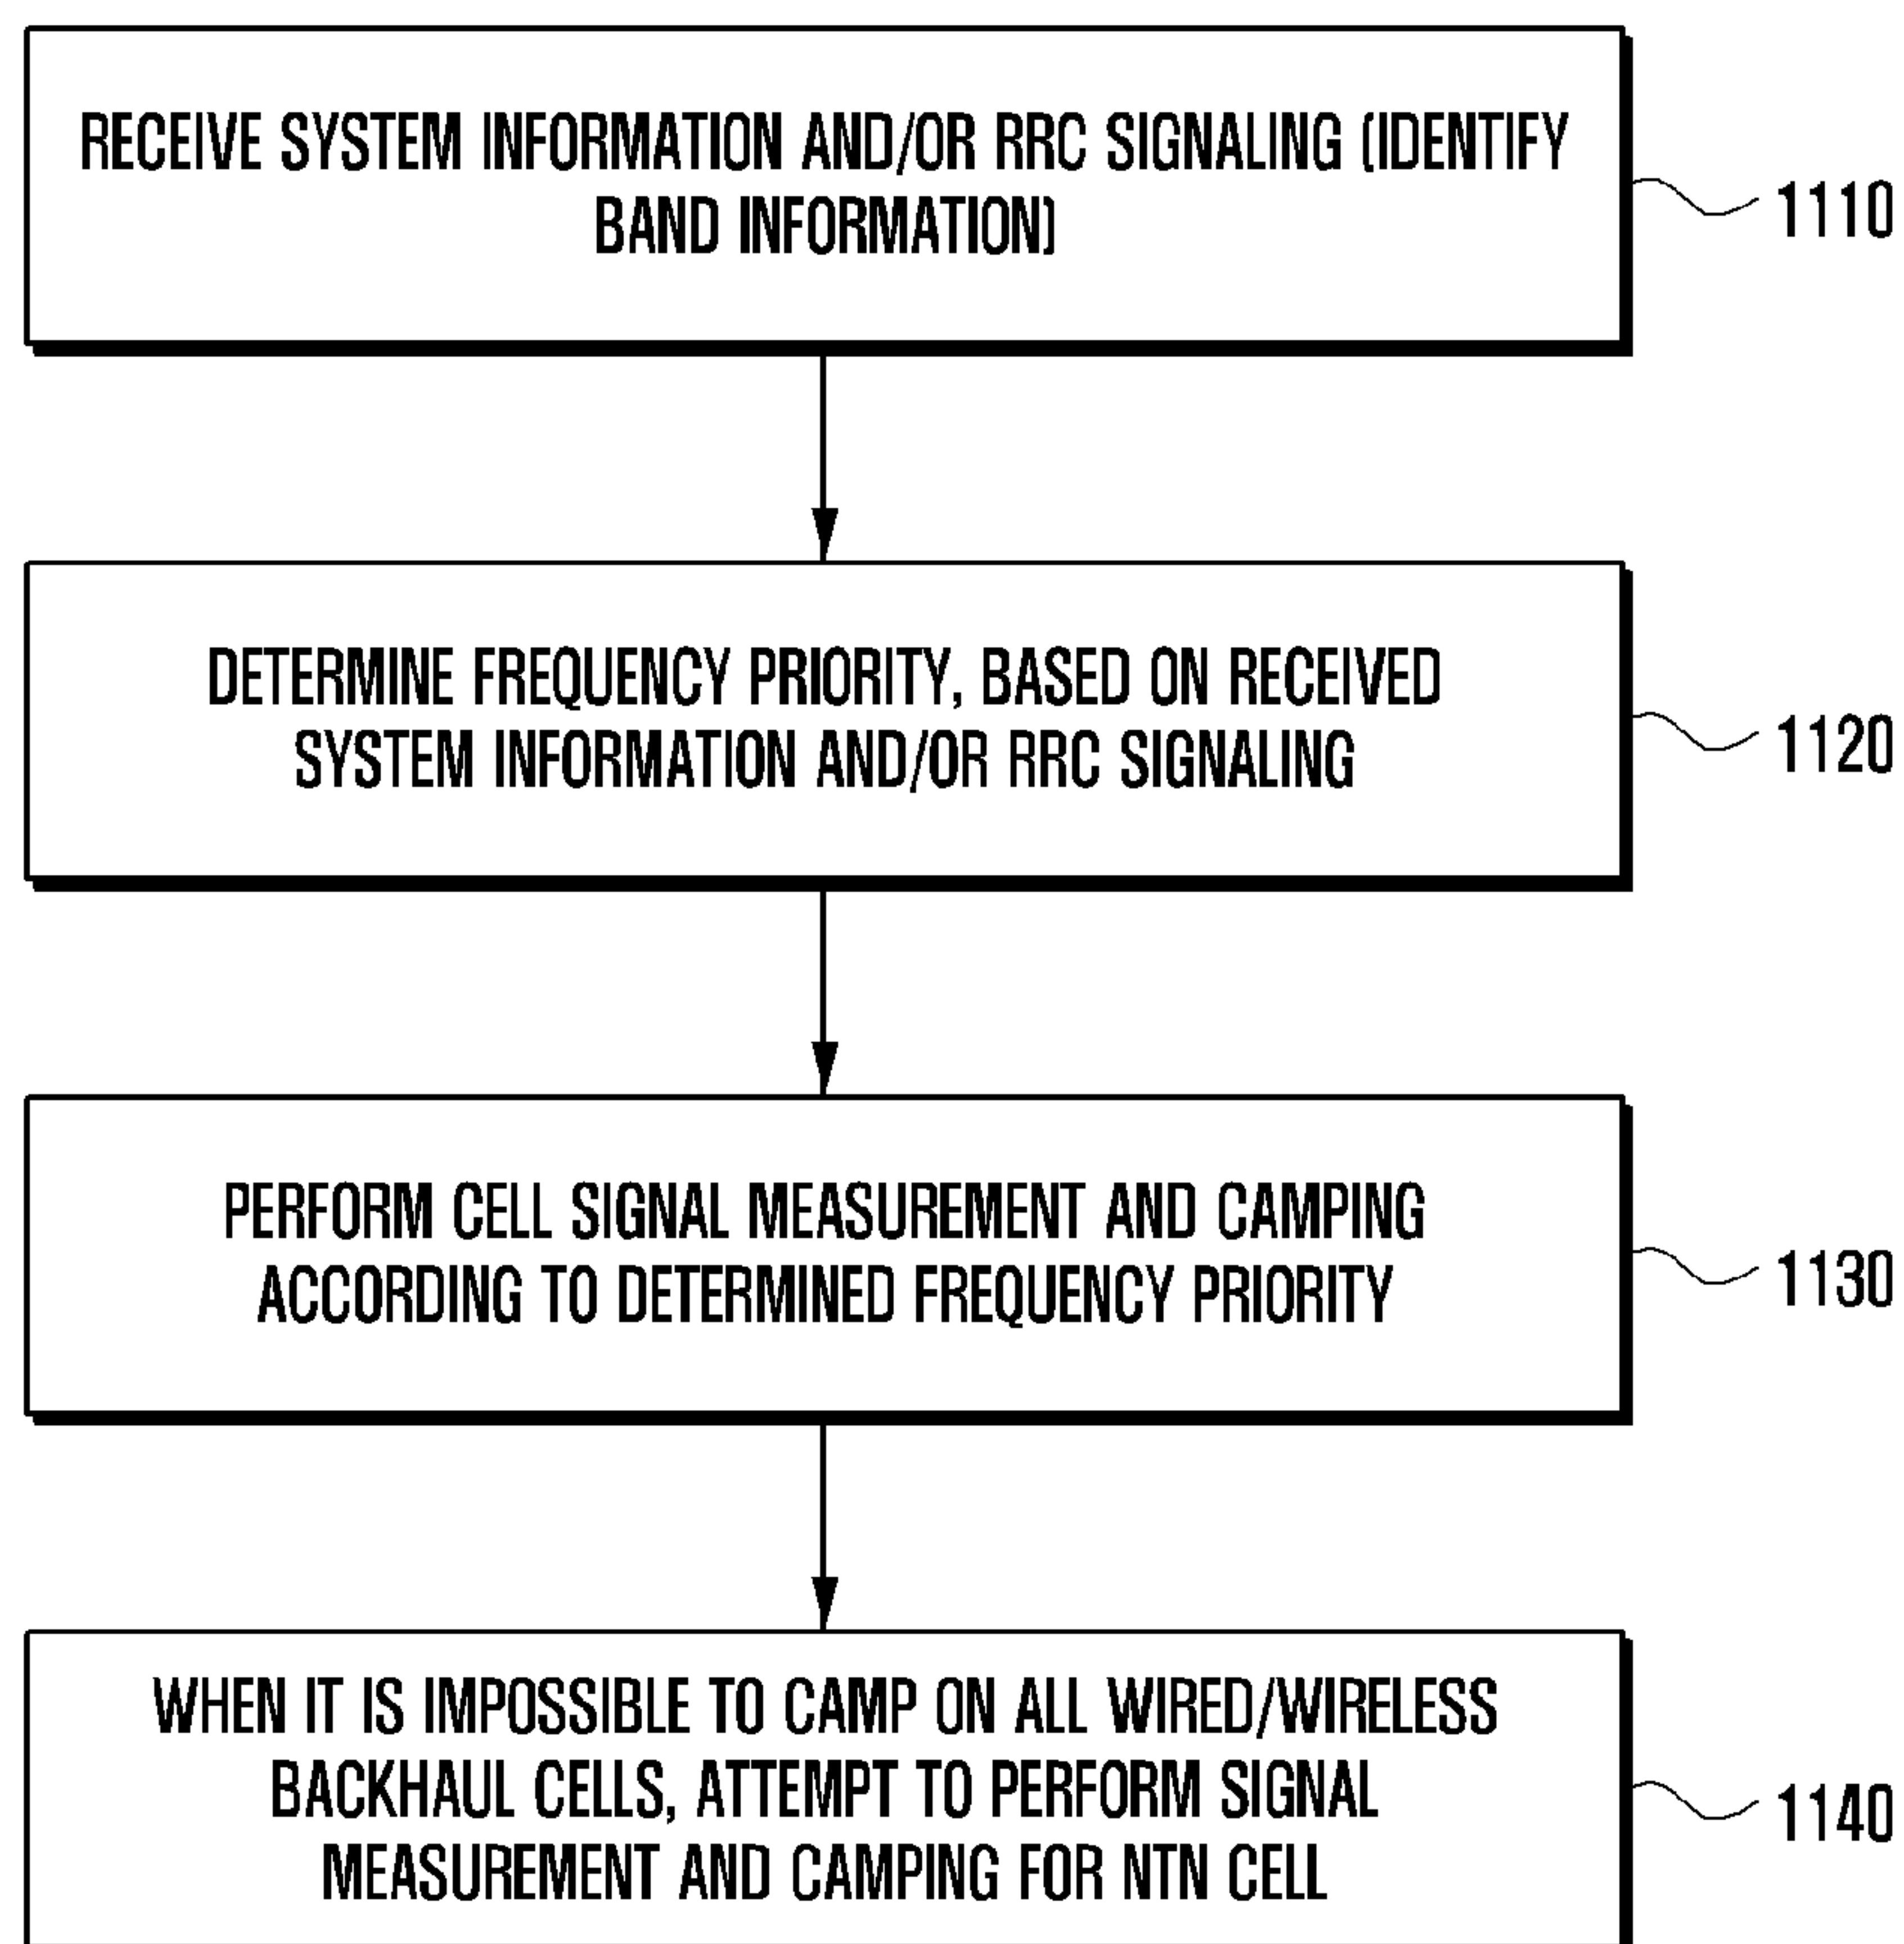 RECEIVE SYSTEM INFORMATION AND/OR RRC SIGNALING (IDENTIFY
BAND INFORMATION)
1110
DETERMINE FREQUENCY PRIORITY, BASED ON RECEIVED
SYSTEM INFORMATION AND/OR RRC SIGNALING
1120
PERFORM CELL SIGNAL MEASUREMENT AND CAMPING
ACCORDING TO DETERMINED FREQUENCY PRIORITY
1130
WHEN IT IS IMPOSSIBLE TO CAMP ON ALL WIRED/WIRELESS
BACKHAUL CELLS, ATTEMPT TO PERFORM SIGNAL
MEASUREMENT AND CAMPING FOR NTN CELL
1140